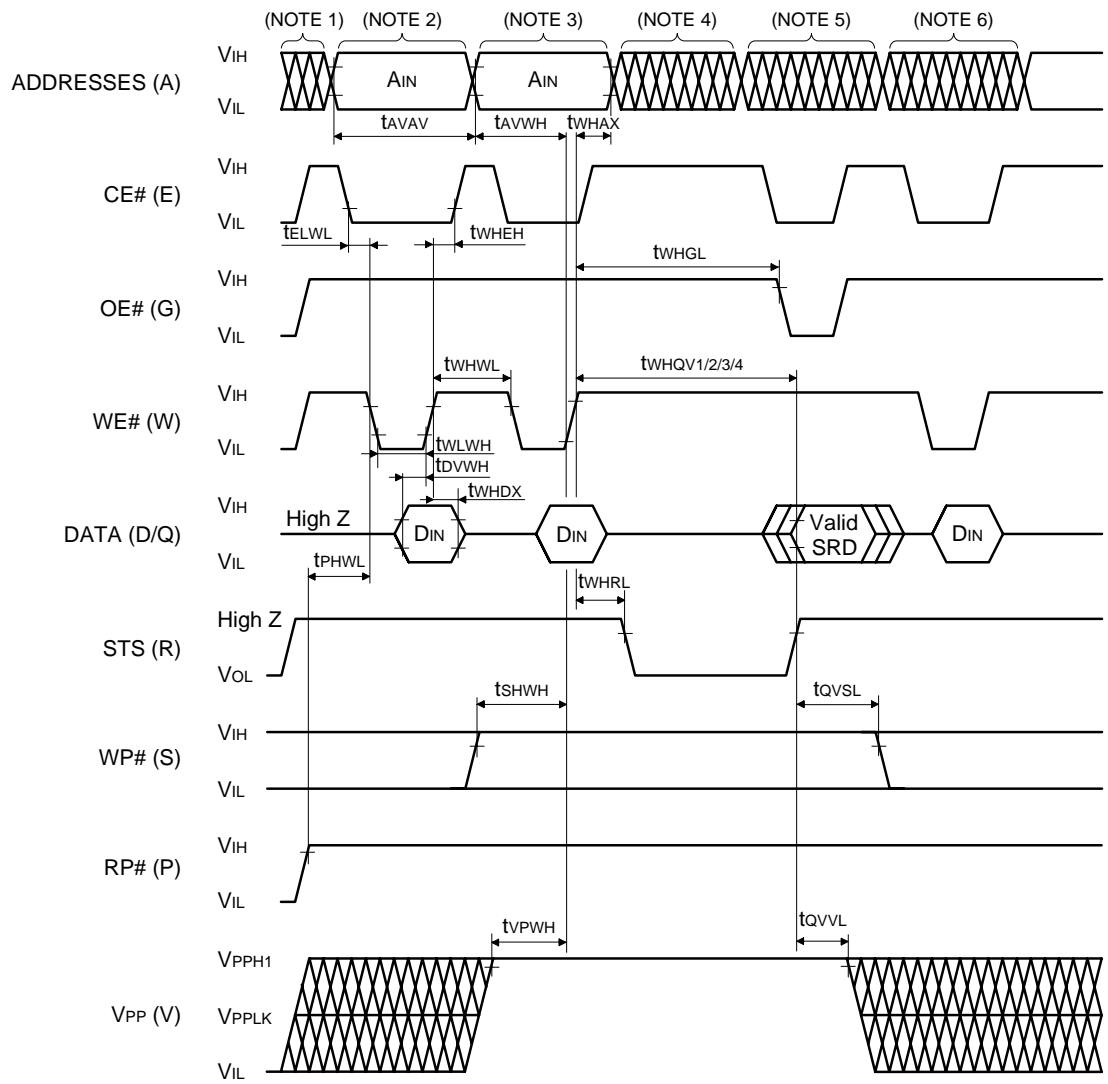 (NOTE 1) (NOTE 2) (NOTE 3) (NOTE 4) (NOTE 5) (NOTE 6)
VIH
ADDRESSES (A)
AIN AIN
VIL
tAVAV tAVWH tWHAX
VIH
CE# (E)
VIL
tELWL tWHEH
tWHGL
VIH
OE# (G)
VIL
tWHWL tWHQV1/2/3/4
VIH
WE# (W)
VIL
tWLWH
tDVWH
tWHDX
VIH
High Z
DATA (D/Q)
DIN DIN Valid SRD DIN
VIL
tPHWL
tWHRL
High Z
STS (R)
VOL
tSHWH tQVSL
VIH
WP# (S)
VIL
VIH
RP# (P)
VIL
tVPWH tQVVL
VPPH1
VPP (V)
VPPLK
VIL